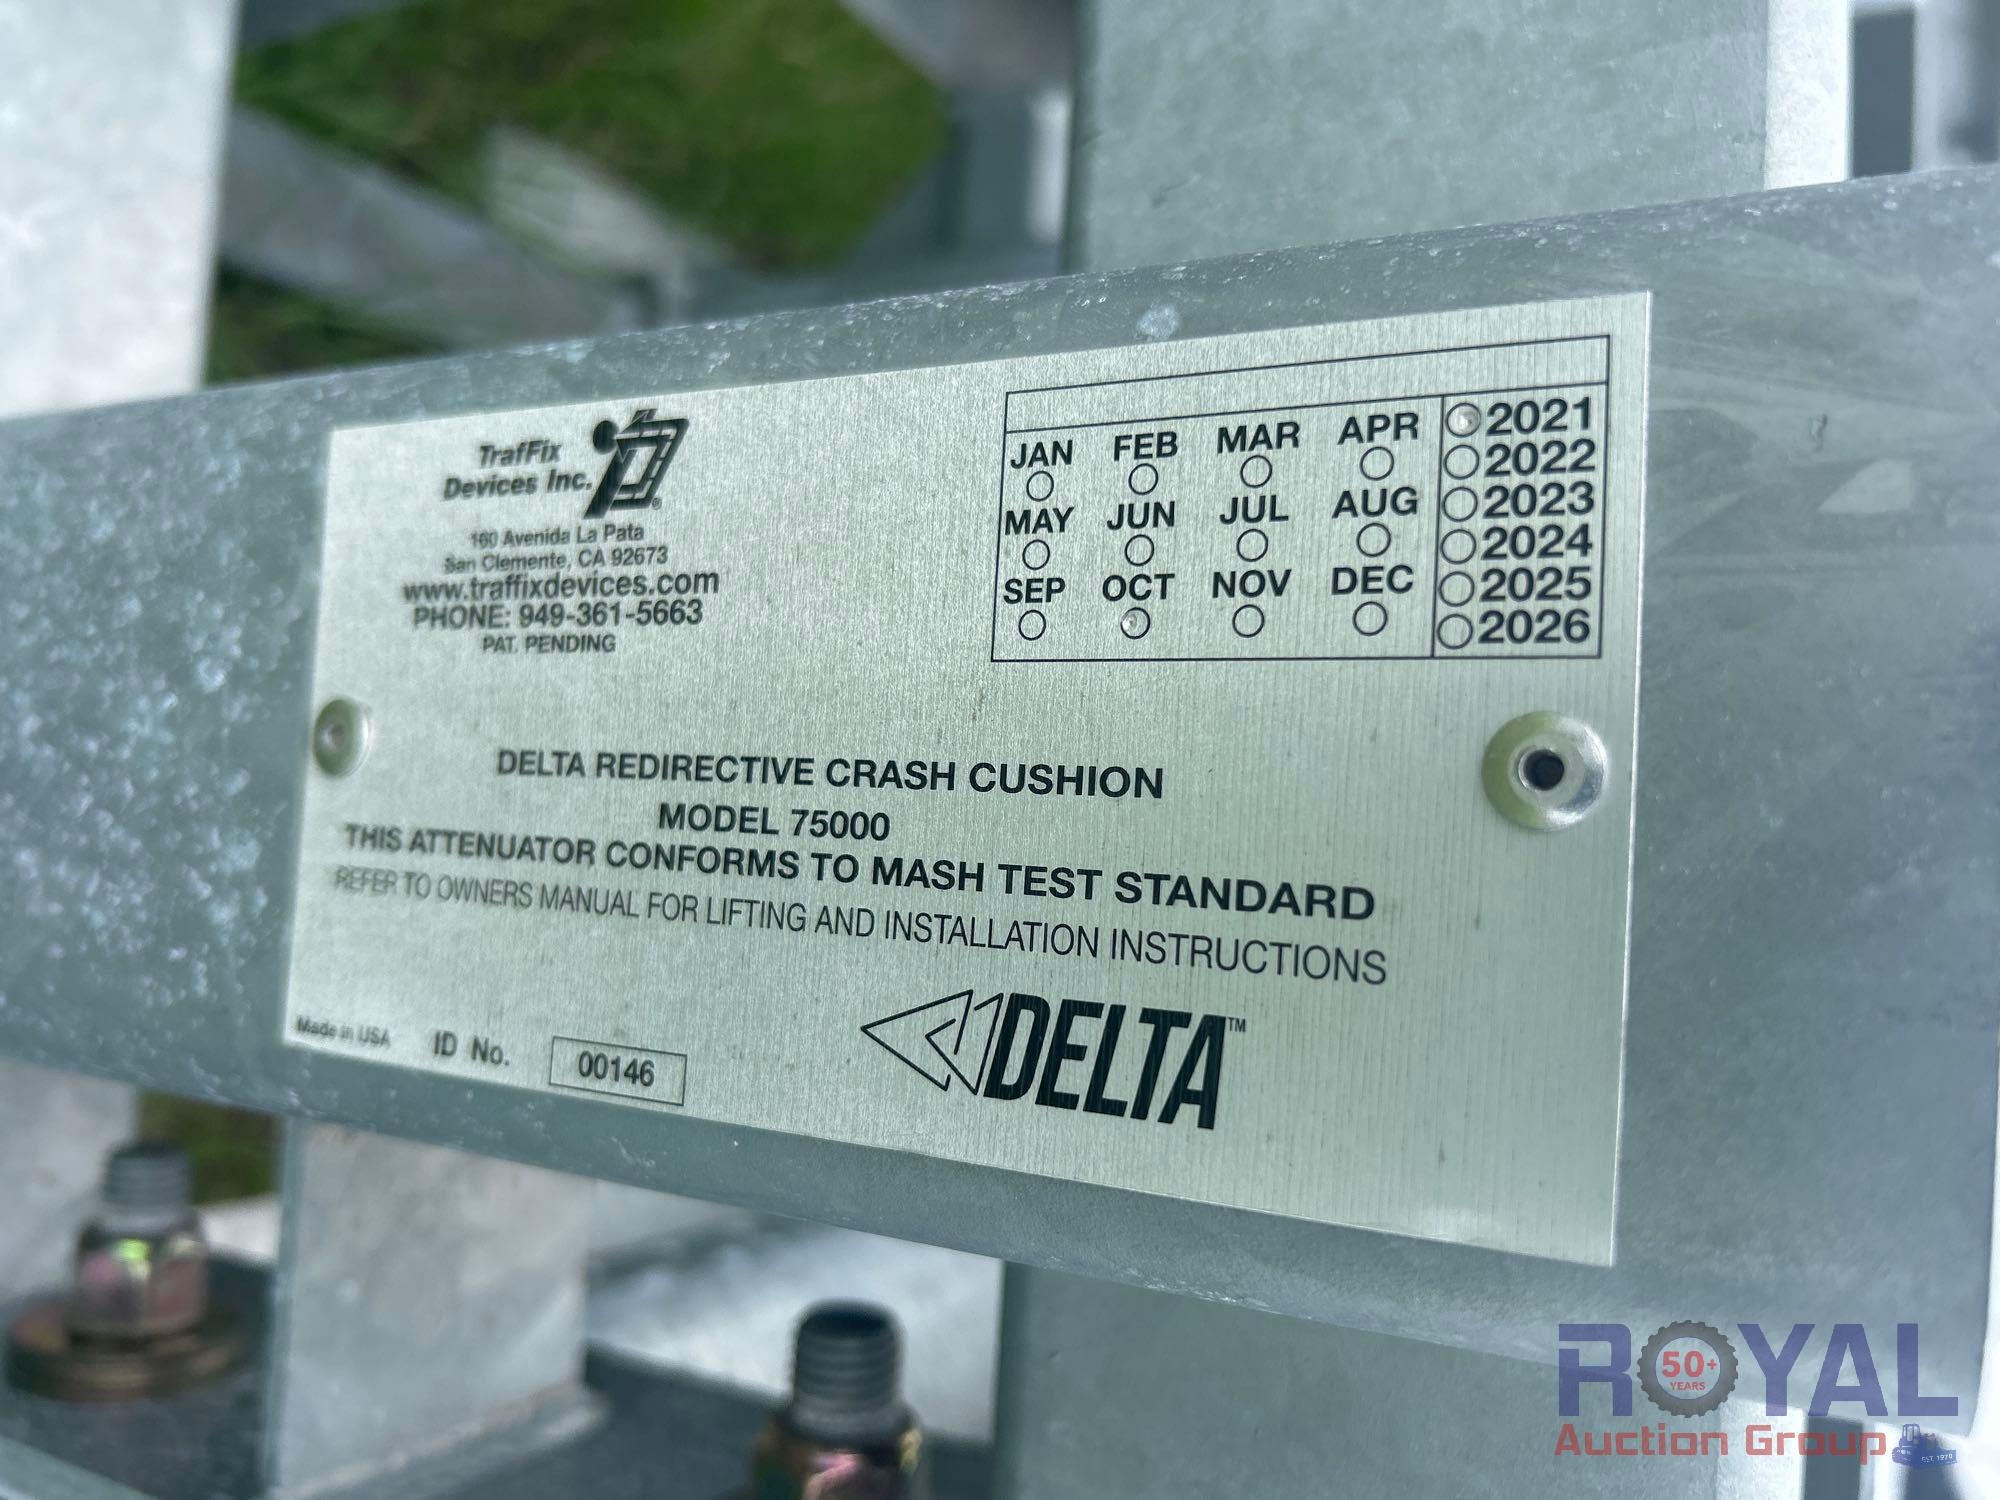 TrafFix
Devices Inc.
®
160 Avenida La Pata
San Clemente, CA 92673
www.traffixdevices.com
PHONE: 949-361-5663
PAT. PENDING
JAN FEB MAR APR
MAY JUN JUL AUG
SEP OCT NOV DEC
2021
2022
2023
2024
2025
2026
DELTA REDIRECTIVE CRASH CUSHION
MODEL 75000
THIS ATTENUATOR CONFORMS TO MASH TEST STANDARD
REFER TO OWNERS MANUAL FOR LIFTING AND INSTALLATION INSTRUCTIONS
Made in USA ID No. 00146
DELTA™
ROYAL
50+
YEARS
Auction Group
EST. 1970